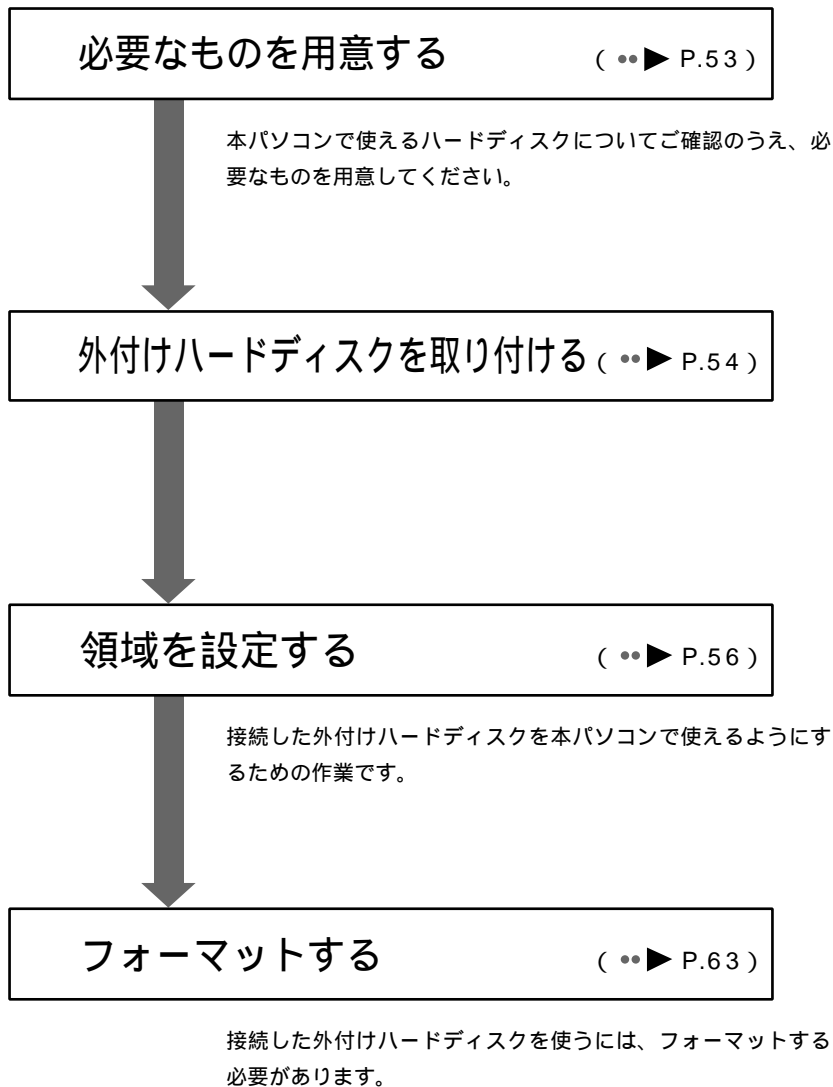 必要なものを用意する ( ••▶ P.53 )
本パソコンで使えるハードディスクについてご確認のうえ、必
要なものを用意してください。
外付けハードディスクを取り付ける ( ••▶ P.54 )
領域を設定する ( ••▶ P.56 )
接続した外付けハードディスクを本パソコンで使えるようにす
るための作業です。
フォーマットする ( ••▶ P.63 )
接続した外付けハードディスクを使うには、フォーマットする
必要があります。